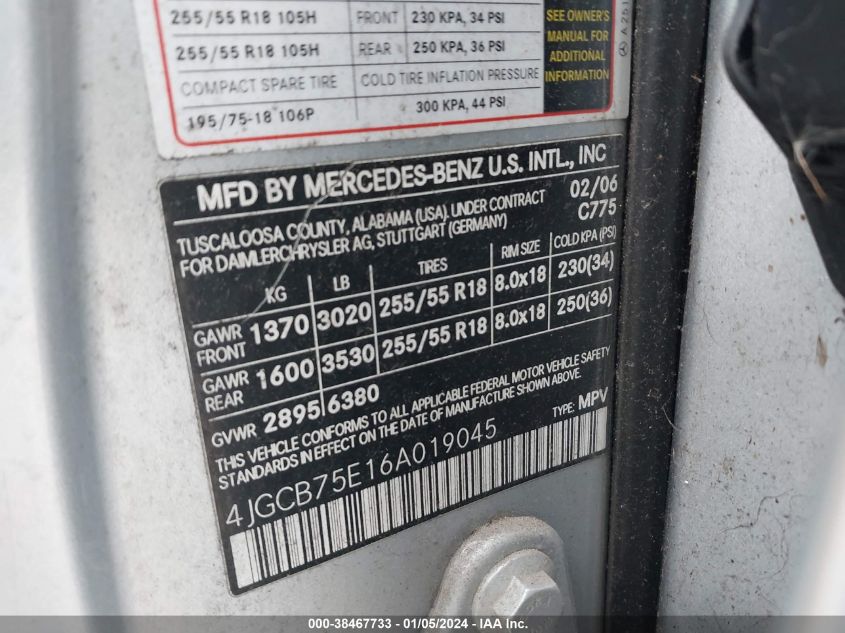 255/55 R18 105H FRONT 230 KPA, 34 PSI
255/55 R18 105H REAR 250 KPA, 36 PSI
COMPACT SPARE TIRE COLD TIRE INFLATION PRESSURE
195/75-18 106P 300 KPA, 44 PSI
SEE OWNER'S
MANUAL FOR
ADDITIONAL
INFORMATION
MFD BY MERCEDES-BENZ U.S. INTL., INC
TUSCALOOSA COUNTY, ALABAMA (USA). UNDER CONTRACT 02/06
FOR DAIMLERCHRYSLER AG, STUTTGART (GERMANY) C775
KG LB TIRES RIM SIZE COLD KPA (PSI)
GAWR FRONT 1370 3020 255/55 R18 8.0x18 230(34)
GAWR REAR 1600 3530 255/55 R18 8.0x18 250(36)
GVWR 2895 6380
THIS VEHICLE CONFORMS TO ALL APPLICABLE FEDERAL MOTOR VEHICLE SAFETY
STANDARDS IN EFFECT ON THE DATE OF MANUFACTURE SHOWN ABOVE.
4JGCB75E16A019045 TYPE: MPV
000-38467733 - 01/05/2024 - IAA Inc.